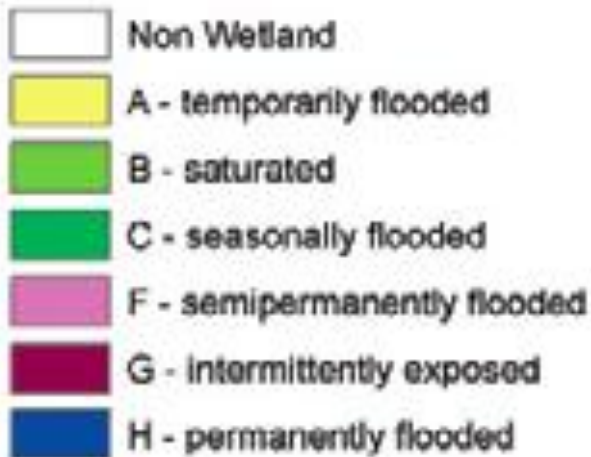 Non Wetland
A - temporarily flooded
B - saturated
C - seasonally flooded
F - semipermanently flooded
G - intermittently exposed
H - permanently flooded